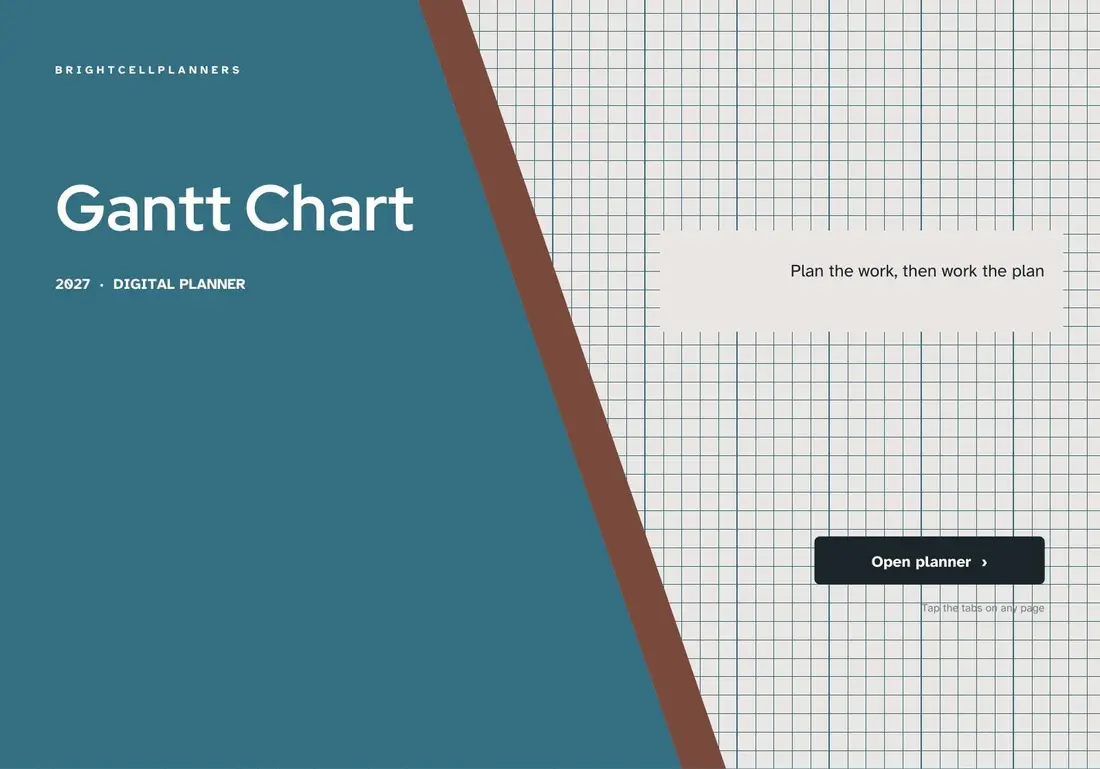 BRIGHTCELLPLANNERS
Gantt Chart
2027 · DIGITAL PLANNER
Plan the work, then work the plan
Open planner ›
Tap the tabs on any page